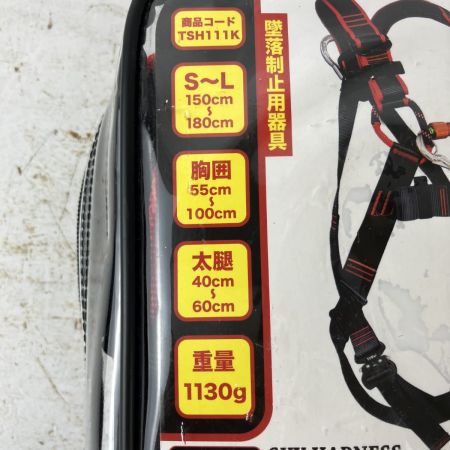 商品コード
TSH111K
S〜L
150cm
〜
180cm
胸囲
55cm
〜
100cm
太腿
40cm
〜
60cm
重量
1130g
墜落制止用器具
HARNESS